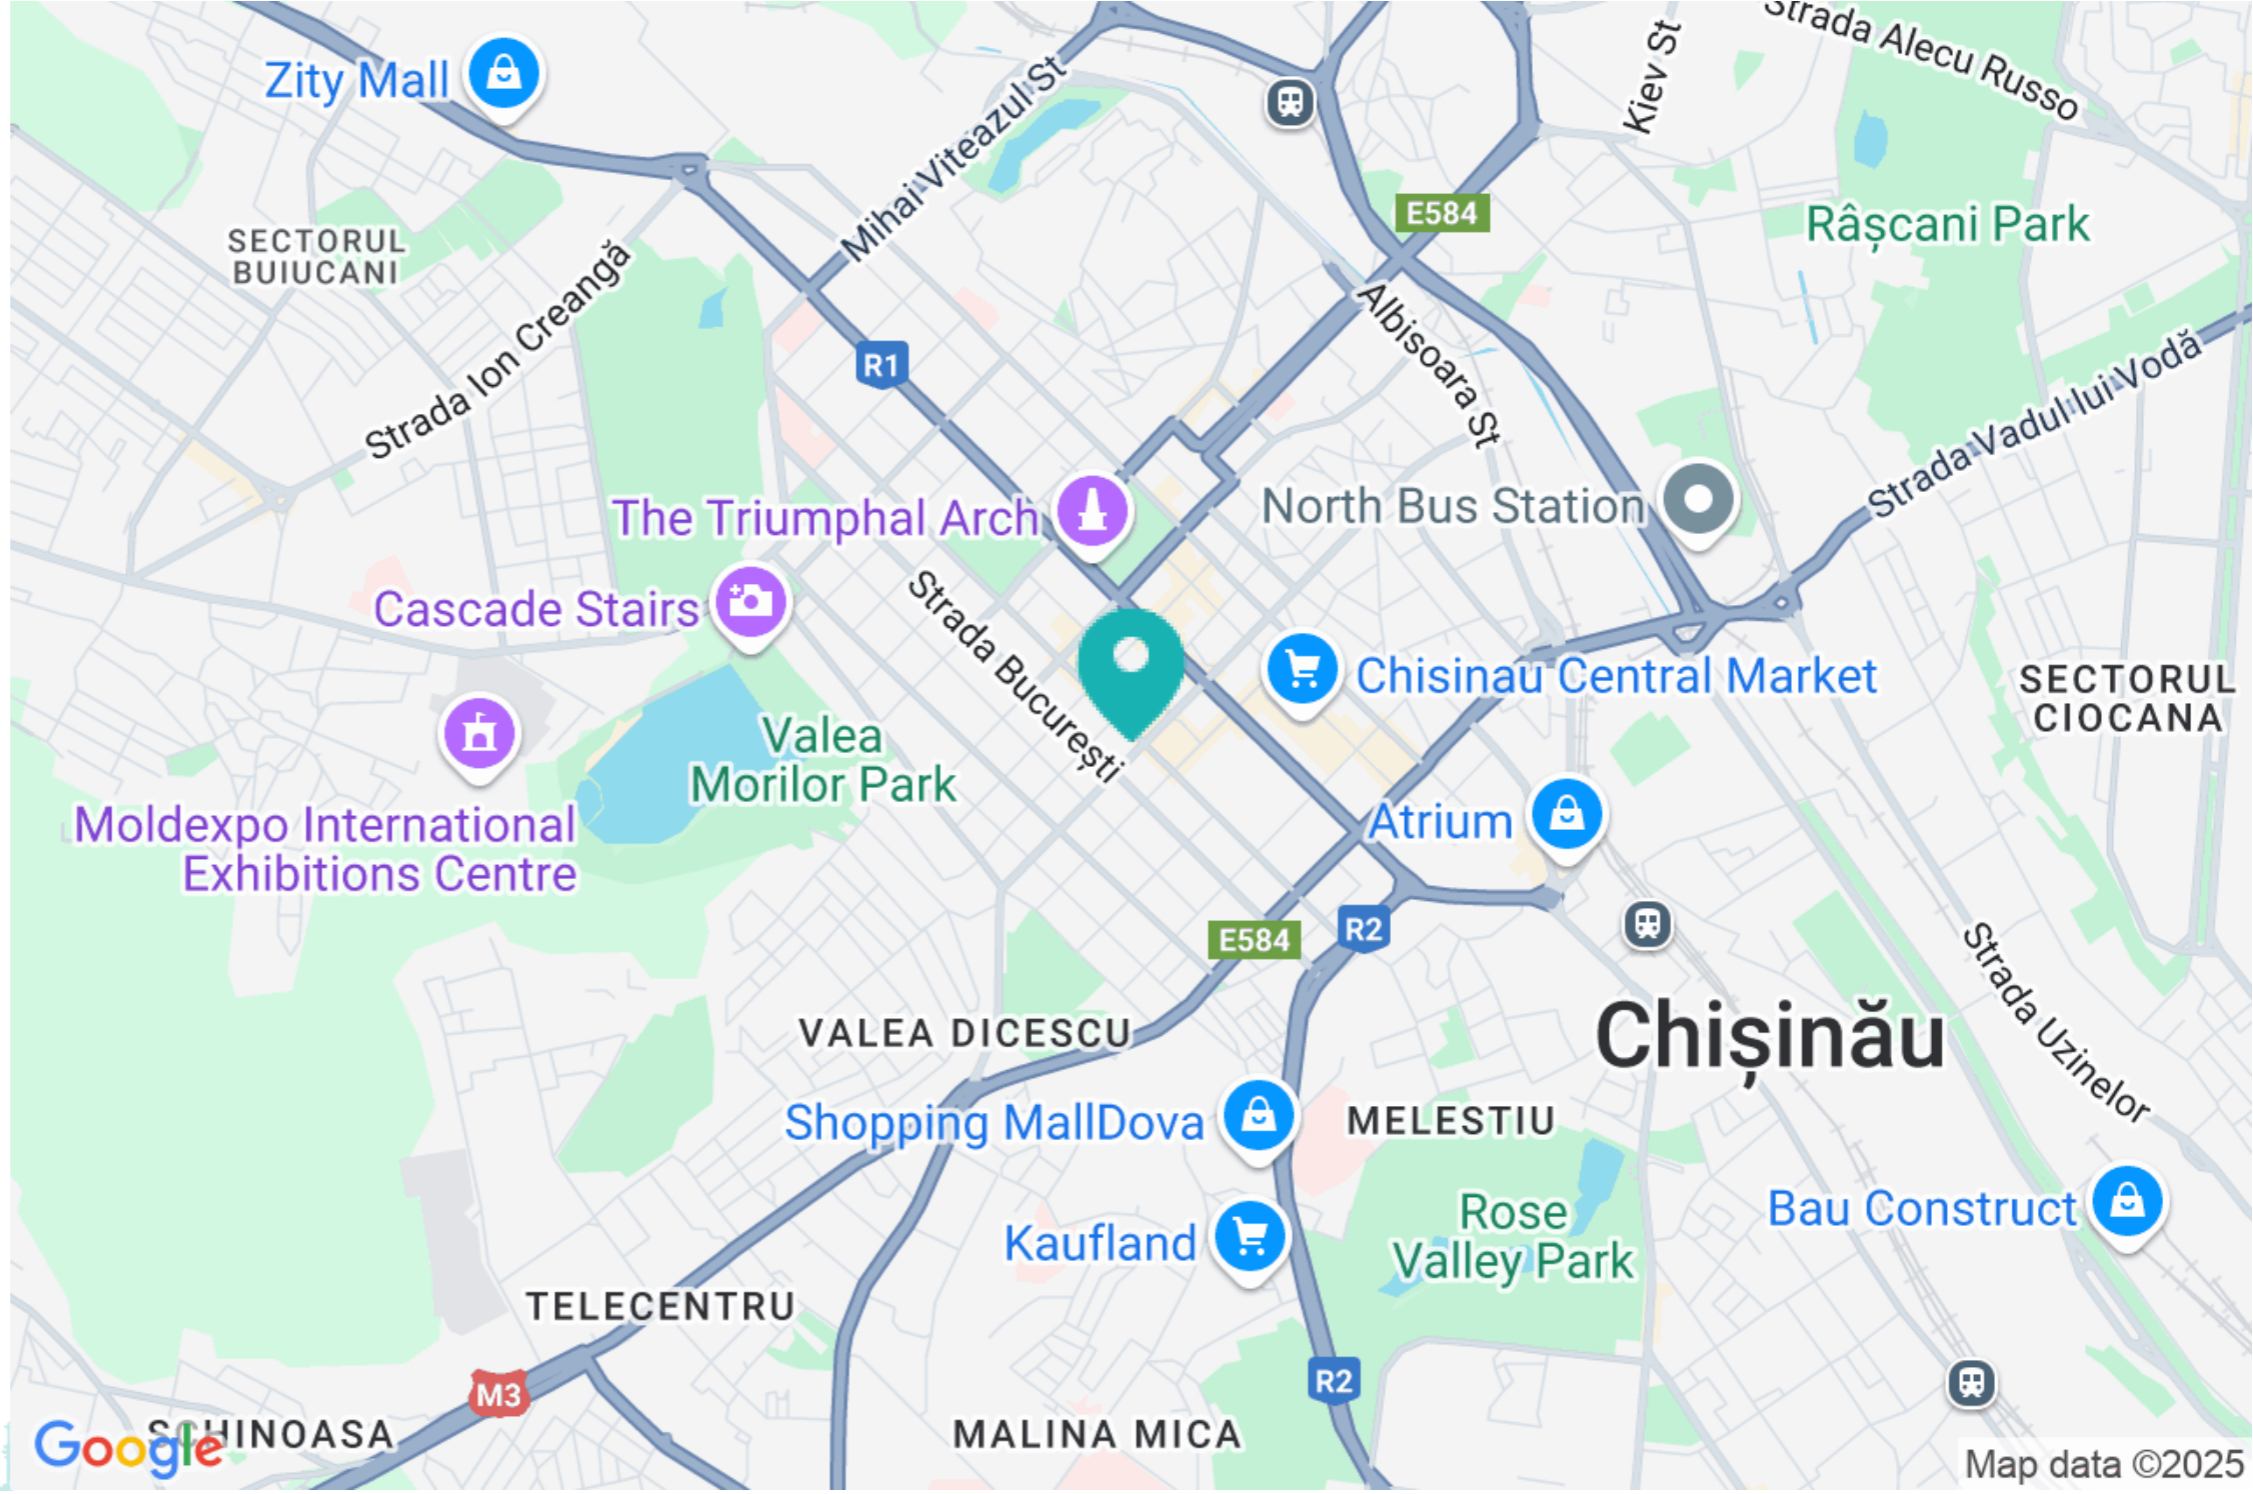 Strada Alecu Russo
Kiev St
Zity Mall
Mihai Viteazul St
E584
Râșcani Park
SECTORUL
BUIUCANI
Strada Ion Creangă
Albisoara St
R1
Strada Vadul lui Vodă
The Triumphal Arch
North Bus Station
Cascade Stairs
Strada București
Chisinau Central Market
SECTORUL
CIOCANA
Valea
Morilor Park
Moldexpo International
Exhibitions Centre
Atrium
E584
R2
Strada Uzinelor
VALEA DICESCU
Chișinău
Shopping MallDova
MELESTIU
Kaufland
Rose
Valley Park
Bau Construct
TELECENTRU
M3
R2
SCHINOASA
MALINA MICA
Google
Map data ©2025